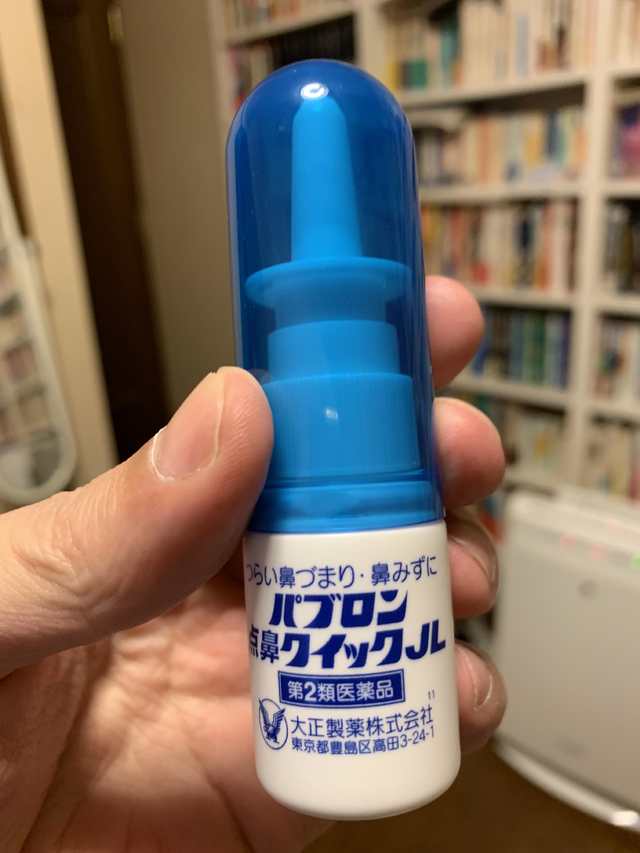 つらい鼻づまり・鼻みずに
パブロン
点鼻クイックJL
第2類医薬品
11
大正製薬株式会社
東京都豊島区高田3-24-1